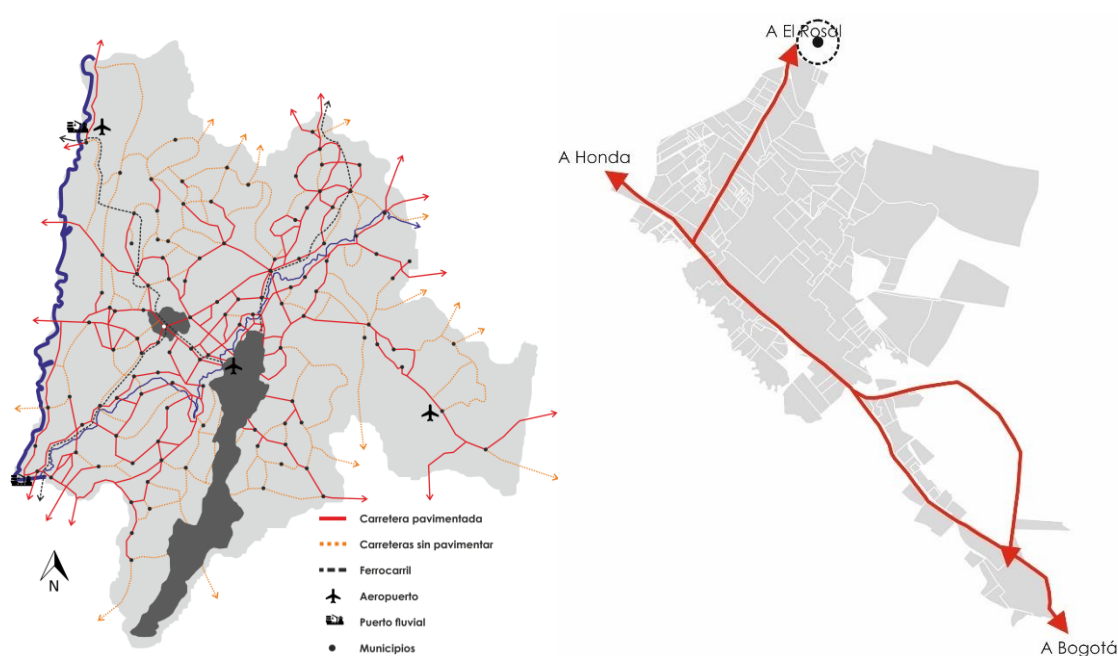 N
Carretera pavimentada
Carreteras sin pavimentar
Ferrocarril
Aeropuerto
Puerto fluvial
Municipios
A El Rosal
A Honda
A Bogotá